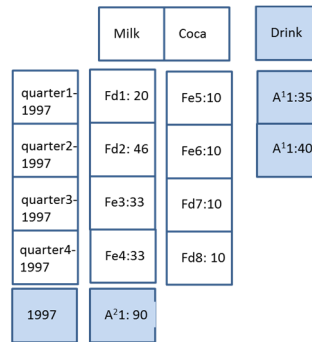 Milk Coca Drink
quarter1-
1997 Fd1: 20 Fe5:10 A¹1:35
quarter2-
1997 Fd2: 46 Fe6:10 A¹1:40
quarter3-
1997 Fe3:33 Fd7:10
quarter4-
1997 Fe4:33 Fd8: 10
1997 A²1: 90